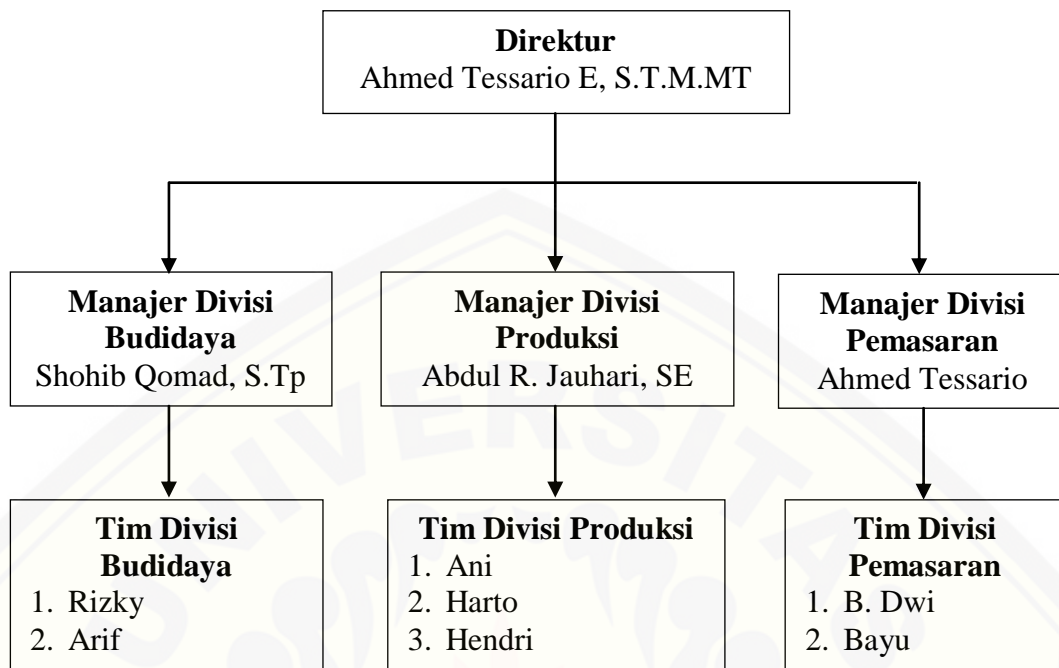 Direktur
Ahmed Tessario E, S.T.M.MT
Manajer Divisi
Budidaya
Shohib Qomad, S.Tp
Manajer Divisi
Produksi
Abdul R. Jauhari, SE
Manajer Divisi
Pemasaran
Ahmed Tessario
Tim Divisi
Budidaya
1. Rizky
2. Arif
Tim Divisi Produksi
1. Ani
2. Harto
3. Hendri
Tim Divisi
Pemasaran
1. B. Dwi
2. Bayu
UNIVERSITAS